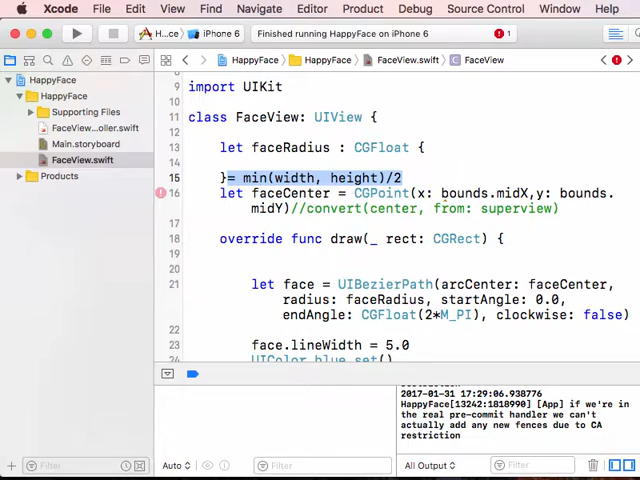 Xcode File Edit View Find Navigate Editor Product Debug Source Control Window Help
H...ce iPhone 6 Finished running HappyFace on iPhone 6 1
HappyFace HappyFace FaceView.swift FaceView
HappyFace
HappyFace
Supporting Files
FaceView...oller.swift
Main.storyboard
FaceView.swift
Products
9 import UIKit
10
11 class FaceView: UIView {
12
13 let faceRadius : CGFloat {
14
15 }= min(width, height)/2
16 let faceCenter = CGPoint(x: bounds.midX,y: bounds.
midY)//convert(center, from: superview)
17
18 override func draw(_ rect: CGRect) {
19
20
21 let face = UIBezierPath(arcCenter: faceCenter,
radius: faceRadius, startAngle: 0.0,
endAngle: CGFloat(2*M_PI), clockwise: false)
22
23 face.lineWidth = 5.0
24 UIColor.blue.set()
2017-01-31 17:29:06.938776
HappyFace[13242:1818990] [App] if we're in
the real pre-commit handler we can't
actually add any new fences due to CA
restriction
Filter Auto Filter All Output Filter